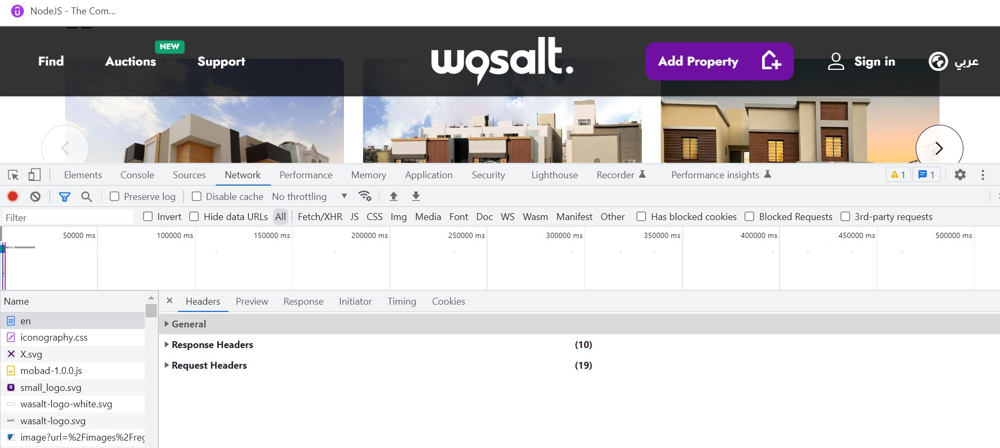 NodeJS - The Com...
NEW
Find Auctions Support wasalt. Add Property Sign in عربي
Elements Console Sources Network Performance Memory Application Security Lighthouse Recorder Performance insights 1 1
Preserve log Disable cache No throttling
Filter Invert Hide data URLs All Fetch/XHR JS CSS Img Media Font Doc WS Wasm Manifest Other Has blocked cookies Blocked Requests 3rd-party requests
50000 ms 100000 ms 150000 ms 200000 ms 250000 ms 300000 ms 350000 ms 400000 ms 450000 ms 500000 ms
Name Headers Preview Response Initiator Timing Cookies
en General
iconography.css Response Headers (10)
X.svg
mobad-1.0.0.js Request Headers (19)
small_logo.svg
wasalt-logo-white.svg
wasalt-logo.svg
image?url=%2Fimages%2Freg